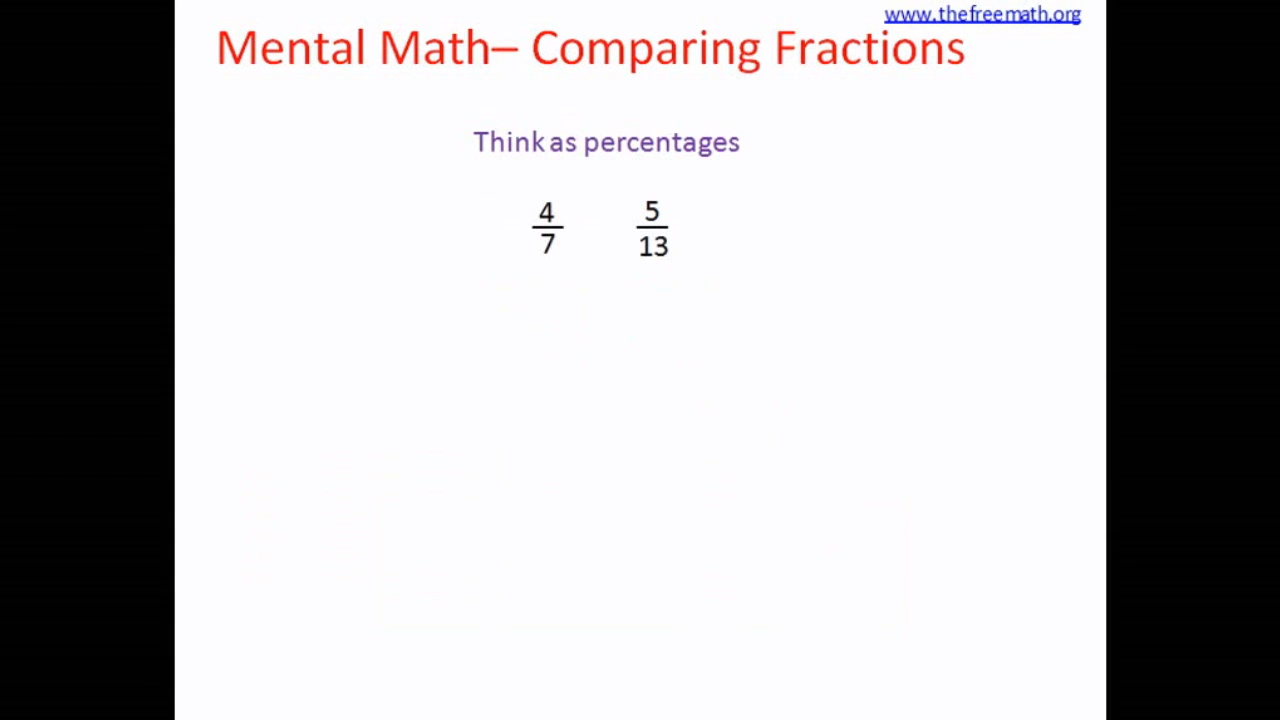 www.thefreemath.org
Mental Math– Comparing Fractions
Think as percentages
4 5
7 13